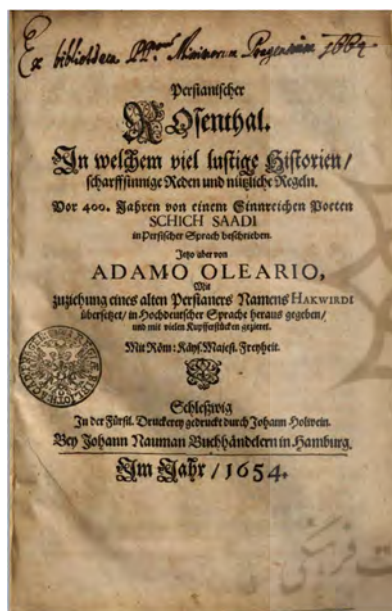 Ex bibliotheca PP. Minorum Pragensium 1664
Persianischer
Rosenthal.
In welchem viel lustige Historien/
scharffsinnige Reden und nützliche Regeln.
Vor 400. Jahren von einem Sinnreichen Poeten
SCHICH SAADI
in Persischer Sprach beschrieben.
Jetzo aber von
ADAMO OLEARIO,
Mit
zuziehung eines alten Persianers Namens HAKWIRDI
übersetzet/ in Hochdeutscher Sprache heraus gegeben/
und mit vielen Kupfferstücken gezieret.
Mit Röm: Käys. Majest. Freyheit.
Schleßwig
In der Fürstl. Druckerey gedruckt durch Johann Holwein.
Bey Johann Nauman Buchhändlern in Hamburg.
Im Jahr/ 1654.